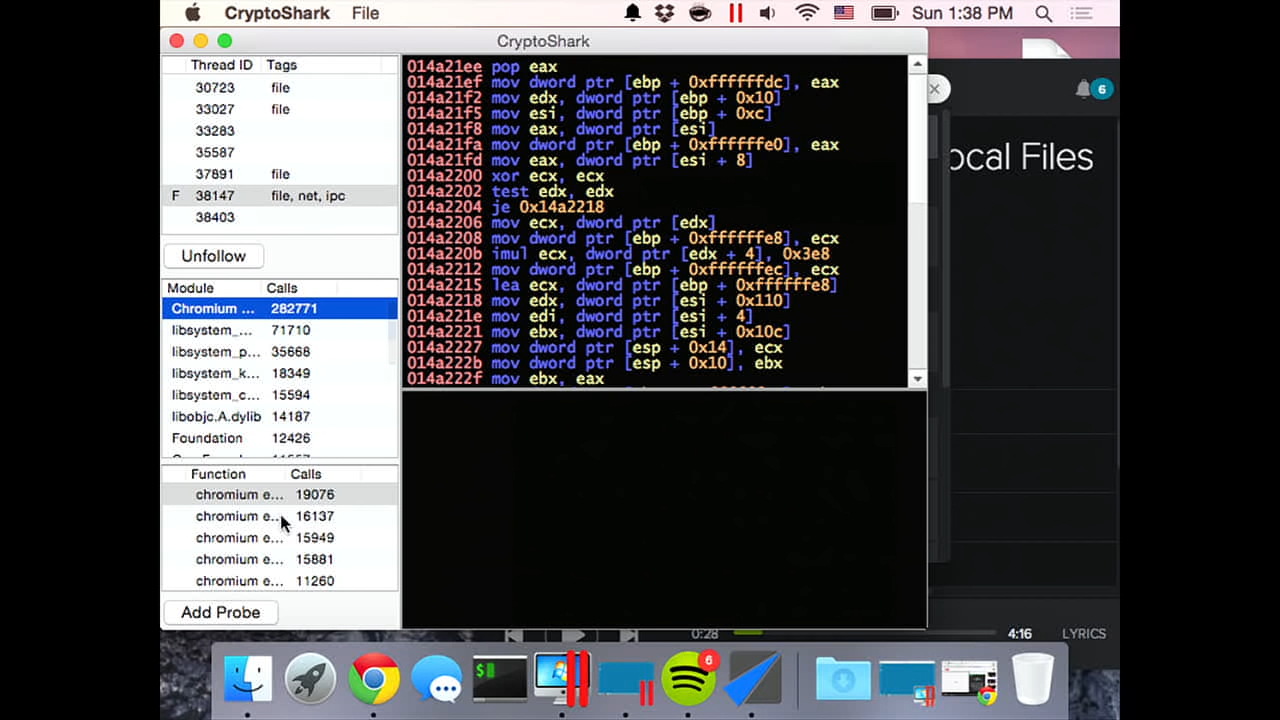 CryptoShark File Sun 1:38 PM
CryptoShark
Thread ID Tags
30723 file
33027 file
33283
35587
37891 file
F 38147 file, net, ipc
38403
Unfollow
Module Calls
Chromium ... 282771
libsystem_... 71710
libsystem_p... 35668
libsystem_k... 18349
libsystem_c... 15594
libobjc.A.dylib 14187
Foundation 12426
Function Calls
chromium e... 19076
chromium e... 16137
chromium e... 15949
chromium e... 15881
chromium e... 11260
Add Probe
014a21ee pop eax
014a21ef mov dword ptr [ebp + 0xffffffdc], eax
014a21f2 mov edx, dword ptr [ebp + 0x10]
014a21f5 mov esi, dword ptr [ebp + 0xc]
014a21f8 mov eax, dword ptr [esi]
014a21fa mov dword ptr [ebp + 0xffffffe0], eax
014a21fd mov eax, dword ptr [esi + 8]
014a2200 xor ecx, ecx
014a2202 test edx, edx
014a2204 je 0x14a2218
014a2206 mov ecx, dword ptr [edx]
014a2208 mov dword ptr [ebp + 0xffffffe8], ecx
014a220b imul ecx, dword ptr [edx + 4], 0x3e8
014a2212 mov dword ptr [ebp + 0xffffffec], ecx
014a2215 lea ecx, dword ptr [ebp + 0xffffffe8]
014a2218 mov edx, dword ptr [esi + 0x110]
014a221e mov edi, dword ptr [esi + 4]
014a2221 mov ebx, dword ptr [esi + 0x10c]
014a2227 mov dword ptr [esp + 0x14], ecx
014a222b mov dword ptr [esp + 0x10], ebx
014a222f mov ebx, eax
6
ocal Files
0:28 4:16 LYRICS
$
6